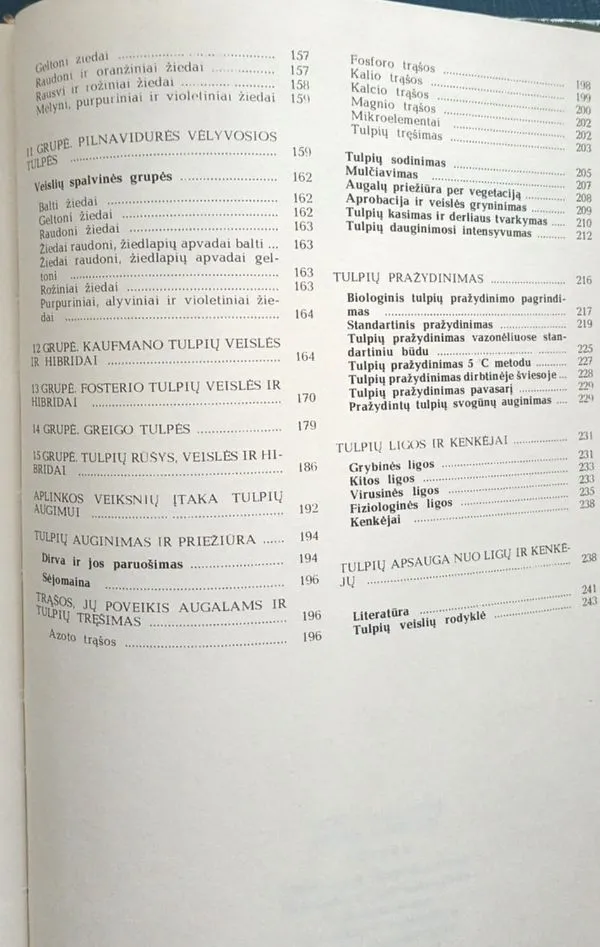 Geltoni žiedai ........ 157
Raudoni ir oranžiniai žiedai ........ 157
Rausvi ir rožiniai žiedai ........ 158
Mėlyni, purpuriniai ir violetiniai žiedai 159
11 GRUPĖ. PILNAVIDURĖS VĖLYVOSIOS
TULPĖS ........ 159
Veislių spalvinės grupės ........ 162
Balti žiedai ........ 162
Geltoni žiedai ........ 162
Raudoni žiedai ........ 163
Žiedai raudoni, žiedlapių apvadai balti ... 163
Žiedai raudoni, žiedlapių apvadai gel-
toni ........ 163
Rožiniai žiedai ........ 163
Purpuriniai, alyviniai ir violetiniai žie-
dai ........ 164
12 GRUPĖ. KAUFMANO TULPIŲ VEISLĖS
IR HIBRIDAI ........ 164
13 GRUPĖ. FOSTERIO TULPIŲ VEISLĖS IR
HIBRIDAI ........ 170
14 GRUPĖ. GREIGO TULPĖS ........ 179
15 GRUPĖ. TULPIŲ RŪŠYS, VEISLĖS IR HI-
BRIDAI ........ 186
APLINKOS VEIKSNIŲ ĮTAKA TULPIŲ
AUGIMUI ........ 192
TULPIŲ AUGINIMAS IR PRIEŽIŪRA ...... 194
Dirva ir jos paruošimas ........ 194
Sėjomaina ........ 196
TRĄŠOS, JŲ POVEIKIS AUGALAMS IR
TULPIŲ TRĘŠIMAS ........ 196
Azoto trąšos ........ 196
Fosforo trąšos ........ 198
Kalio trąšos ........ 199
Kalcio trąšos ........ 200
Magnio trąšos ........ 202
Mikroelementai ........ 202
Tulpių tręšimas ........ 203
Tulpių sodinimas ........ 205
Mulčiavimas ........ 207
Augalų priežiūra per vegetaciją ........ 208
Aprobacija ir veislės gryninimas ........ 209
Tulpių kasimas ir derliaus tvarkymas .... 210
Tulpių dauginimosi intensyvumas ........ 212
TULPIŲ PRAŽYDINIMAS ........ 216
Biologinis tulpių pražydinimo pagrindi-
mas ........ 217
Standartinis pražydinimas ........ 219
Tulpių pražydinimas vazonėliuose stan-
dartiniu būdu ........ 225
Tulpių pražydinimas 5 °C metodu ........ 227
Tulpių pražydinimas dirbtinėje šviesoje ... 228
Tulpių pražydinimas pavasarį ........ 229
Pražydintų tulpių svogūnų auginimas .... 229
TULPIŲ LIGOS IR KENKĖJAI ........ 231
Grybinės ligos ........ 231
Kitos ligos ........ 233
Virusinės ligos ........ 233
Fiziologinės ligos ........ 235
Kenkėjai ........ 238
TULPIŲ APSAUGA NUO LIGŲ IR KENKĖ-
JŲ ........ 238
Literatūra ........ 241
Tulpių veislių rodyklė ........ 243